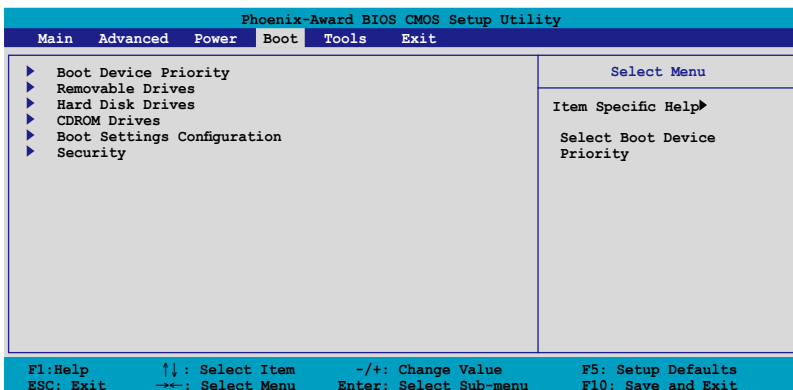 Phoenix-Award BIOS CMOS Setup Utility
Main Advanced Power Boot Tools Exit
Boot Device Priority
Removable Drives
Hard Disk Drives
CDROM Drives
Boot Settings Configuration
Security
Select Menu
Item Specific Help
Select Boot Device
Priority
F1:Help ↑↓ : Select Item -/+: Change Value F5: Setup Defaults
ESC: Exit →← : Select Menu Enter: Select Sub-menu F10: Save and Exit